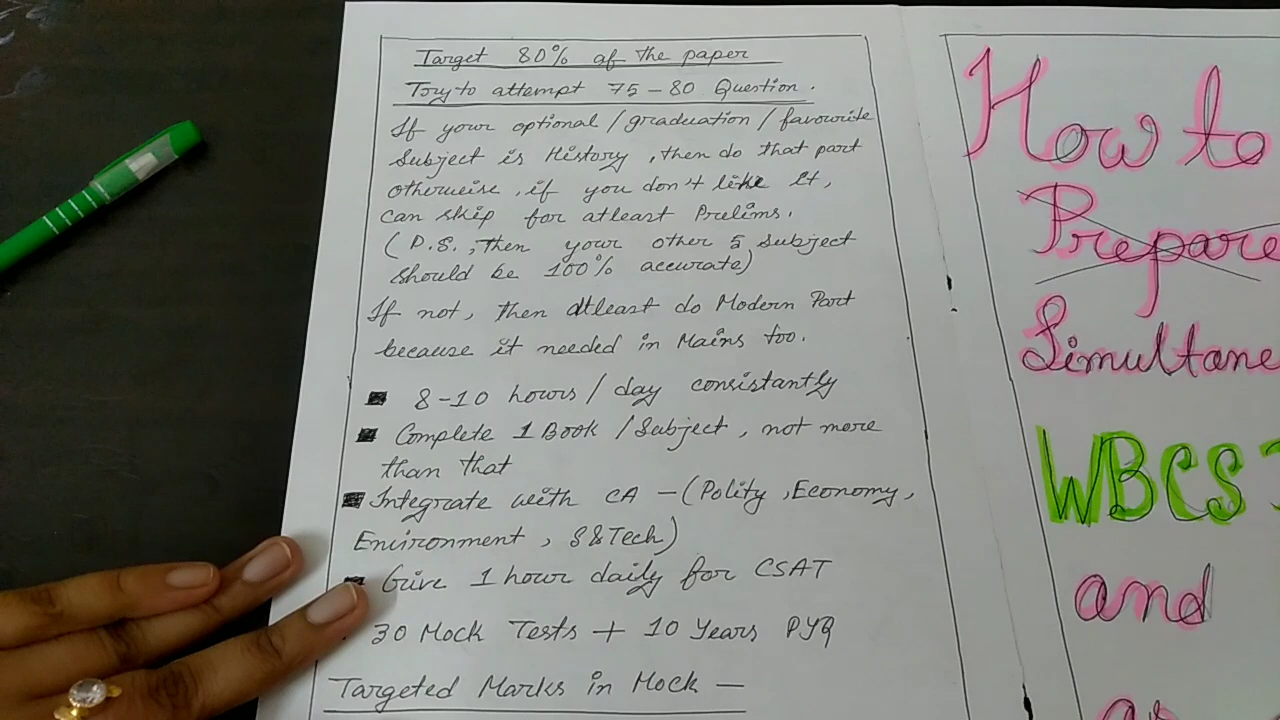 Target 80% of the paper
Try to attempt 75-80 Question.
If your optional/graduation/favourite
Subject is History, then do that part
otherweise, if you don't like It,
can skip for atleast Prelims.
(P.S., then your other 5 subject
should be 100% accurate)
If not, then atleast do Modern Part
because it needed in Mains too.
8-10 hours/day consistantly
Complete 1 Book/Subject, not more
than that
Integrate with CA -(Polity, Economy,
Environment, S&Tech)
Give 1 hour daily for CSAT
30 Mock Tests + 10 Years PYQ
Targeted Marks in Mock —
How to
Prepare
Simultane
WBCS
and